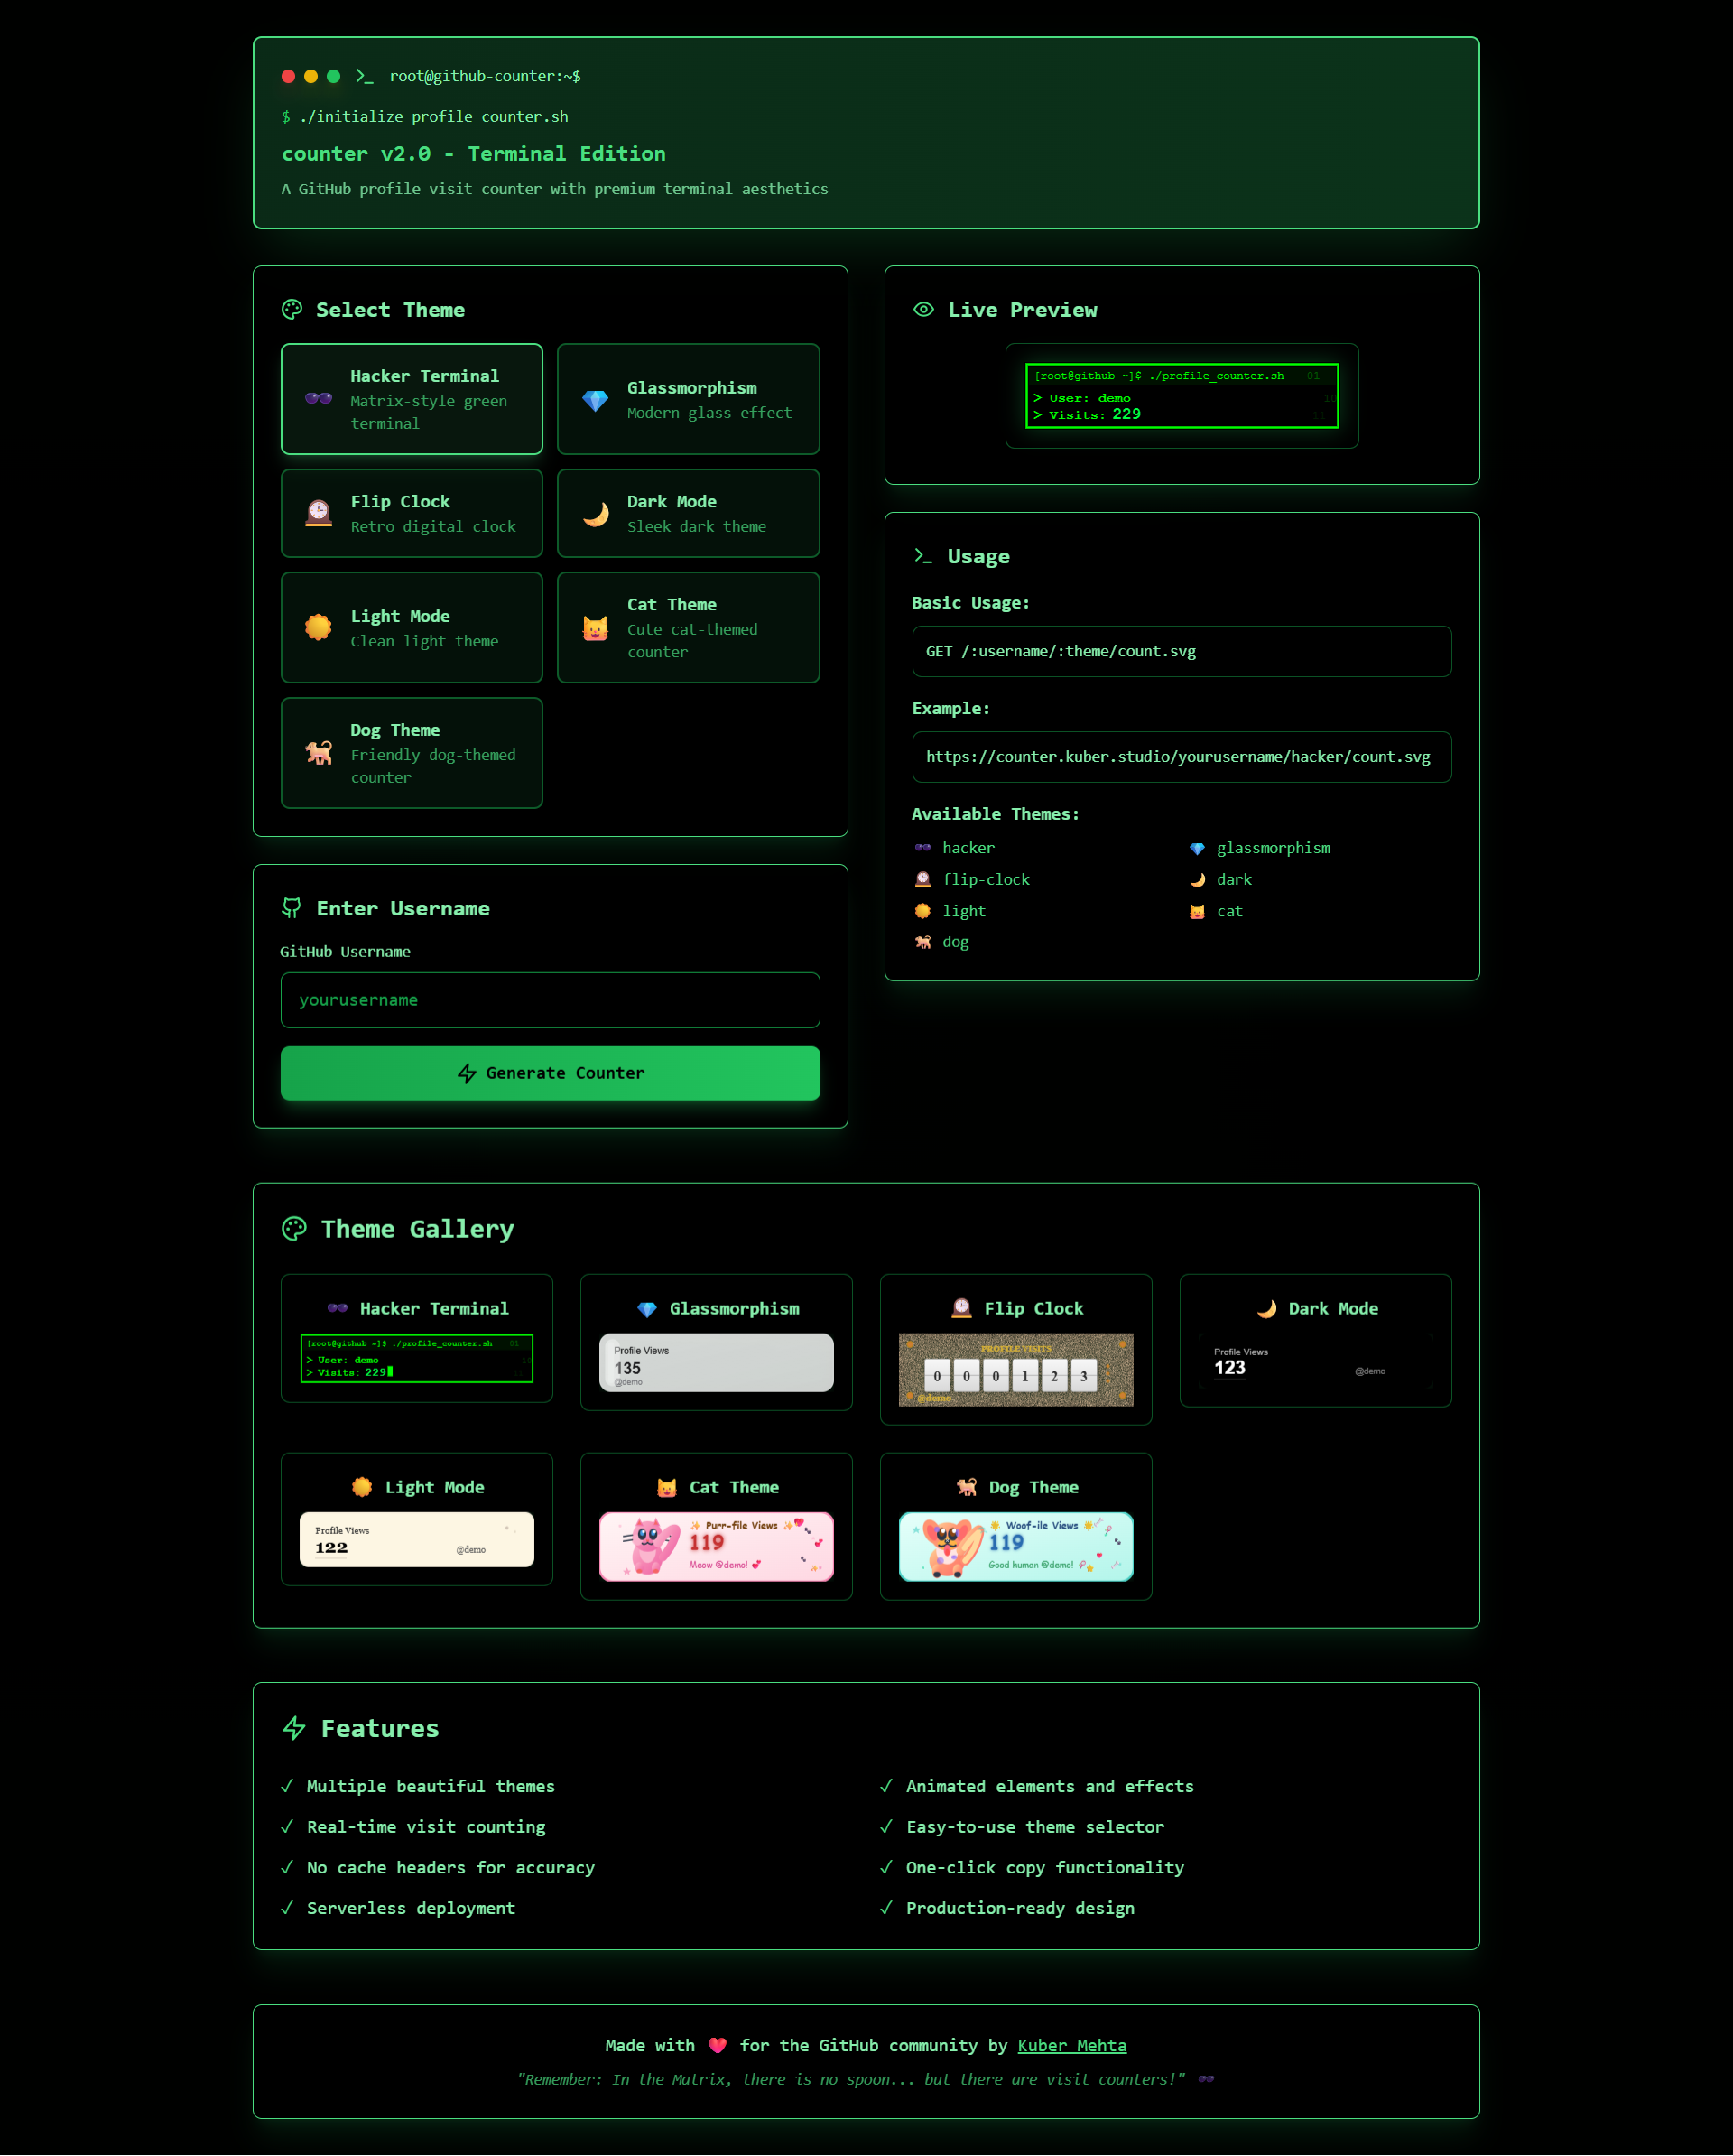 root@github-counter:~$
$ ./initialize_profile_counter.sh
counter v2.0 - Terminal Edition
A GitHub profile visit counter with premium terminal aesthetics
Select Theme
Hacker Terminal
Matrix-style green
terminal
Glassmorphism
Modern glass effect
Flip Clock
Retro digital clock
Dark Mode
Sleek dark theme
Light Mode
Clean light theme
Cat Theme
Cute cat-themed
counter
Dog Theme
Friendly dog-themed
counter
Enter Username
GitHub Username
yourusername
Generate Counter
Live Preview
[root@github ~]$ ./profile_counter.sh 01
> User: demo 10
> Visits: 229 11
Usage
Basic Usage:
GET /:username/:theme/count.svg
Example:
https://counter.kuber.studio/yourusername/hacker/count.svg
Available Themes:
hacker
glassmorphism
flip-clock
dark
light
cat
dog
Theme Gallery
Hacker Terminal
[root@github ~]$ ./profile_counter.sh 01
> User: demo 10
> Visits: 229 11
Glassmorphism
Profile Views
135
@demo
Flip Clock
PROFILE VISITS
0 0 0 1 2 3
@demo
Dark Mode
Profile Views
123
@demo
Light Mode
Profile Views
122
@demo
Cat Theme
✨ Purr-file Views ✨
119
Meow @demo! 💕
Dog Theme
Woof-ile Views
119
Good human @demo!
Features
✓ Multiple beautiful themes
✓ Animated elements and effects
✓ Real-time visit counting
✓ Easy-to-use theme selector
✓ No cache headers for accuracy
✓ One-click copy functionality
✓ Serverless deployment
✓ Production-ready design
Made with ❤️ for the GitHub community by Kuber Mehta
"Remember: In the Matrix, there is no spoon... but there are visit counters!" 🕶️